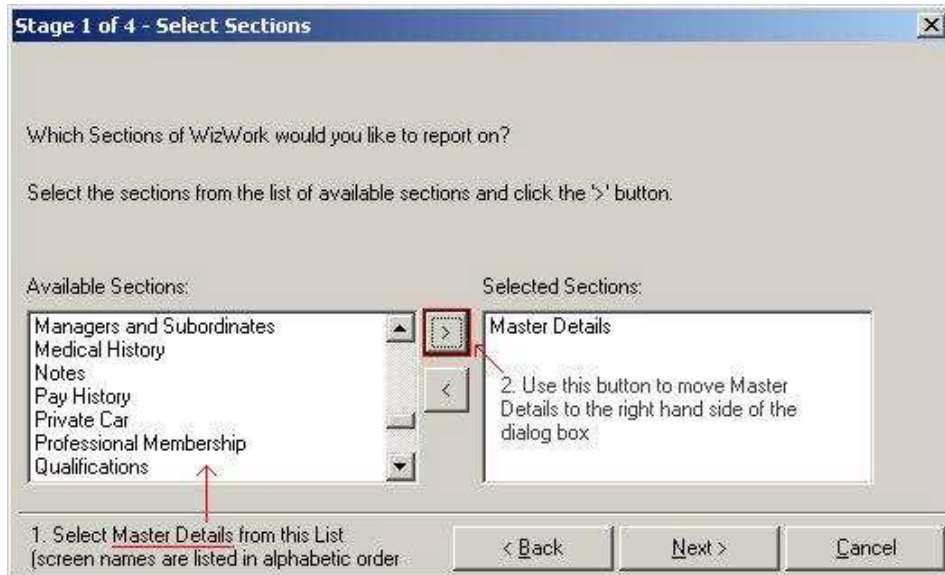 Stage 1 of 4 - Select Sections
Which Sections of WizWork would you like to report on?
Select the sections from the list of available sections and click the '>' button.
Available Sections:
Selected Sections:
Managers and Subordinates
Medical History
Notes
Pay History
Private Car
Professional Membership
Qualifications
>
<
Master Details
2. Use this button to move Master
Details to the right hand side of the
dialog box
1. Select Master Details from this List
(screen names are listed in alphabetic order
< Back
Next >
Cancel